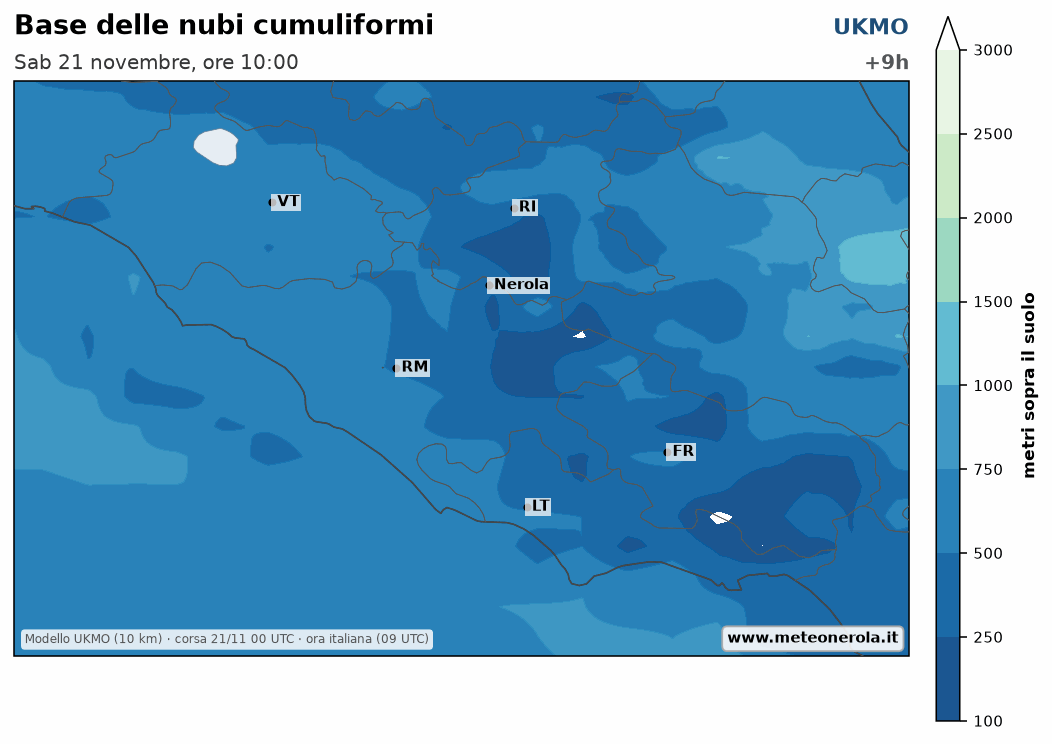 Base delle nubi cumuliformi
UKMO
Sab 21 novembre, ore 10:00
+9h
3000
2500
2000
1500
1000
750
500
250
100
metri sopra il suolo
VT
RI
Nerola
RM
FR
LT
Modello UKMO (10 km) · corsa 21/11 00 UTC · ora italiana (09 UTC)
www.meteonerola.it